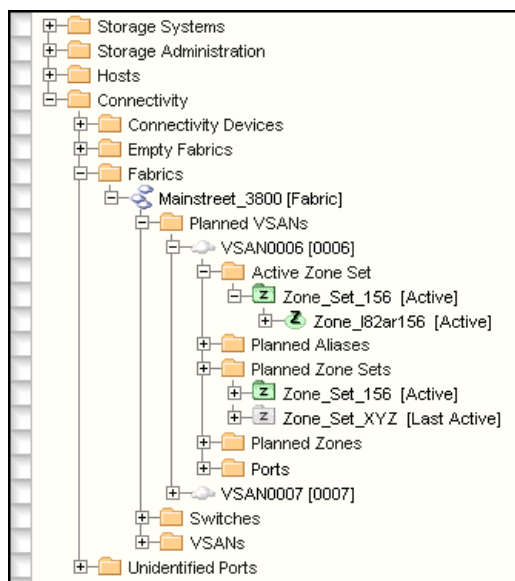 Storage Systems
Storage Administration
Hosts
Connectivity
Connectivity Devices
Empty Fabrics
Fabrics
Mainstreet_3800 [Fabric]
Planned VSANs
VSAN0006 [0006]
Active Zone Set
Z Zone_Set_156 [Active]
Z Zone_l82ar156 [Active]
Planned Aliases
Planned Zone Sets
Z Zone_Set_156 [Active]
Z Zone_Set_XYZ [Last Active]
Planned Zones
Ports
VSAN0007 [0007]
Switches
VSANs
Unidentified Ports